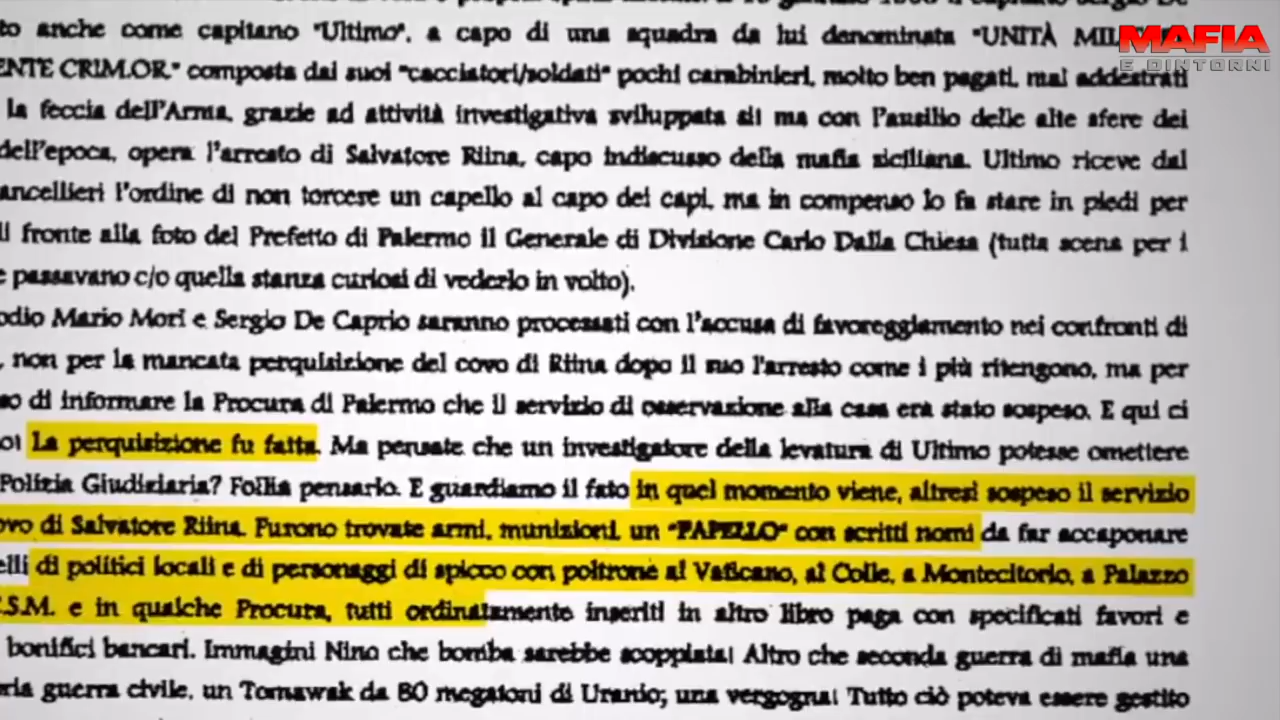 MAFIA
E DINTORNI
to anche come capitano "Ultimo", a capo di una squadra da lui denominata "UNITÀ
ENTE CRIM.OR." composta dai suoi "cacciatori/soldati" pochi carabinieri, molto ben pagati, mal addestrati
la feccia dell'Arma, grazie ad attività investigativa sviluppata sì! ma con l'ausilio delle alte sfere dei
dell'epoca, opera l'arresto di Salvatore Riina, capo indiscusso della mafia siciliana. Ultimo riceve dal
ancellieri l'ordine di non torcere un capello al capo dei capi, ma in compenso lo fa stare in piedi per
di fronte alla foto del Prefetto di Palermo il Generale di Divisione Carlo Dalla Chiesa (tutta scena per i
e passavano c/o quella stanza curiosi di vederlo in volto).
odio Mario Mori e Sergio De Caprio saranno processati con l'accusa di favoreggiamento nei confronti di
, non per la mancata perquisizione del covo di Riina dopo il suo l'arresto come i più ritengono, ma per
so di informare la Procura di Palermo che il servizio di osservazione alla casa era stato sospeso. E qui ci
La perquisizione fu fatta. Ma pensate che un investigatore della levatura di Ultimo potesse omettere
Polizia Giudiziaria? Follia pensarlo. E guardiamo il fato in quel momento viene, altresì sospeso il servizio
ovo di Salvatore Riina. Furono trovate armi, munizioni, un "PAPELLO" con scritti nomi da far accaponare
elli di politici locali e di personaggi di spicco con poltrone al Vaticano, al Colle, a Montecitorio, a Palazzo
C.S.M. e in qualche Procura, tutti ordinatamente inseriti in altro libro paga con specificati favori e
bonifici bancari. Immagini Nino che bomba sarebbe scoppiata! Altro che seconda guerra di mafia una
ria guerra civile, un Tomawak da 80 megatoni di Uranio; una vergogna! Tutto ciò poteva essere gestito